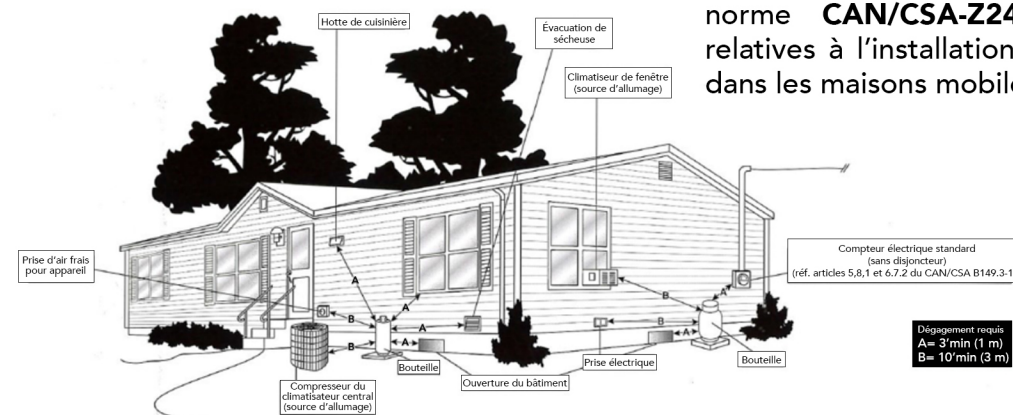 norme CAN/CSA-Z24
relatives à l'installation
dans les maisons mobile
Hotte de cuisinière
Évacuation de
sécheuse
Climatiseur de fenêtre
(source d'allumage)
Prise d'air frais
pour appareil
Compteur électrique standard
(sans disjoncteur)
(réf. articles 5,8,1 et 6.7.2 du CAN/CSA B149.3-1
A
A
A
B
B
A
B
B
A
A
Dégagement requis
A= 3'min (1 m)
B= 10'min (3 m)
Bouteille
Prise électrique
Bouteille
Ouverture du bâtiment
Compresseur du
climatisateur central
(source d'allumage)